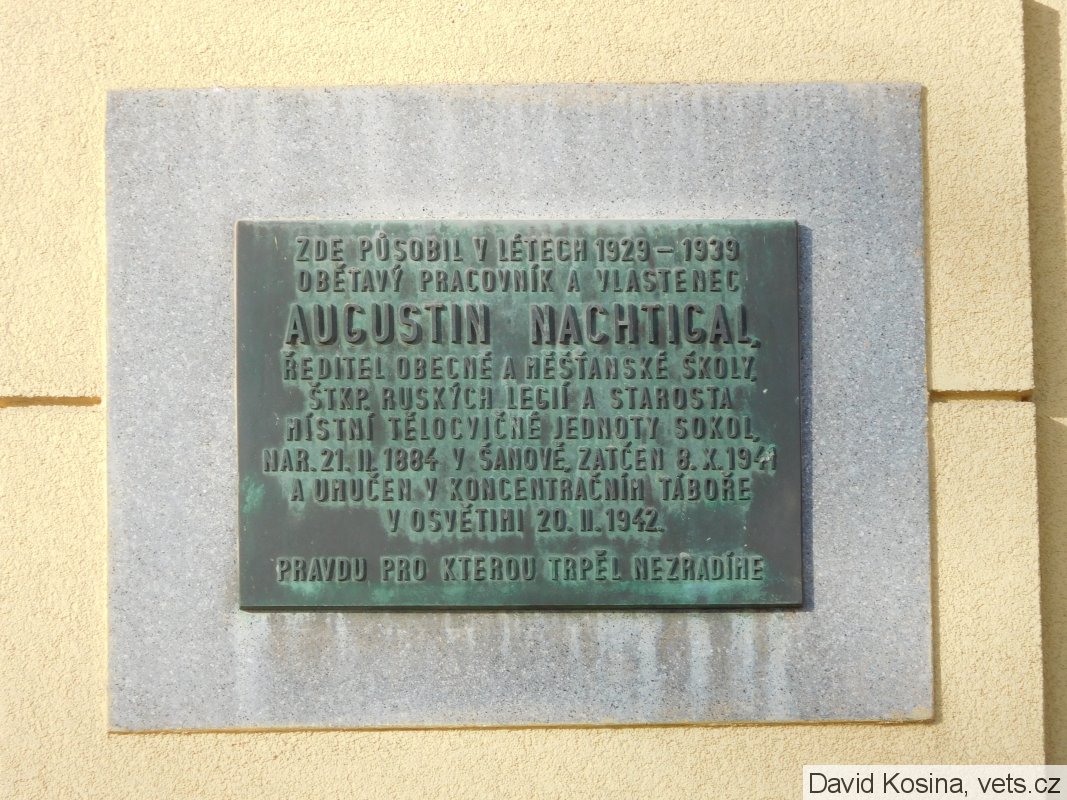 ZDE PŮSOBIL V LÉTECH 1929 – 1939
OBĚTAVÝ PRACOVNÍK A VLASTENEC
AUGUSTIN NACHTIGAL,
ŘEDITEL OBECNÉ A MĚŠŤANSKÉ ŠKOLY,
ŠTKP. RUSKÝCH LEGIÍ A STAROSTA
MÍSTNÍ TĚLOCVIČNÉ JEDNOTY SOKOL,
NAR. 21. II. 1884 V ŠANOVĚ, ZATČEN 8. X. 1941
A UMUČEN V KONCENTRAČNÍM TÁBOŘE
V OSVĚTIMI 20. II. 1942.
PRAVDU PRO KTEROU TRPĚL NEZRADÍME
David Kosina, vets.cz